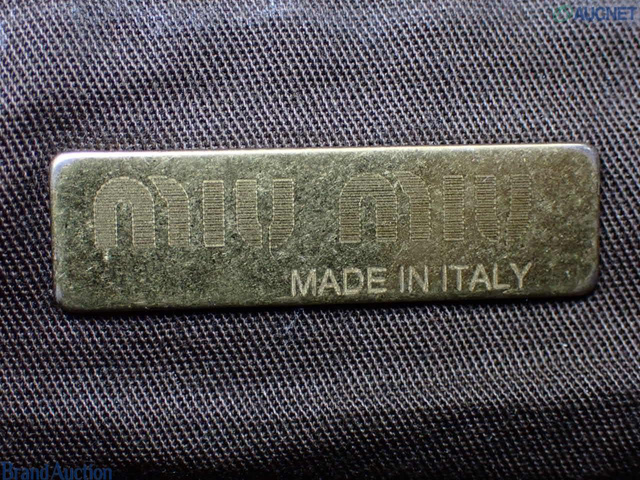 AUCNET
miu miu
MADE IN ITALY
Brand Auction